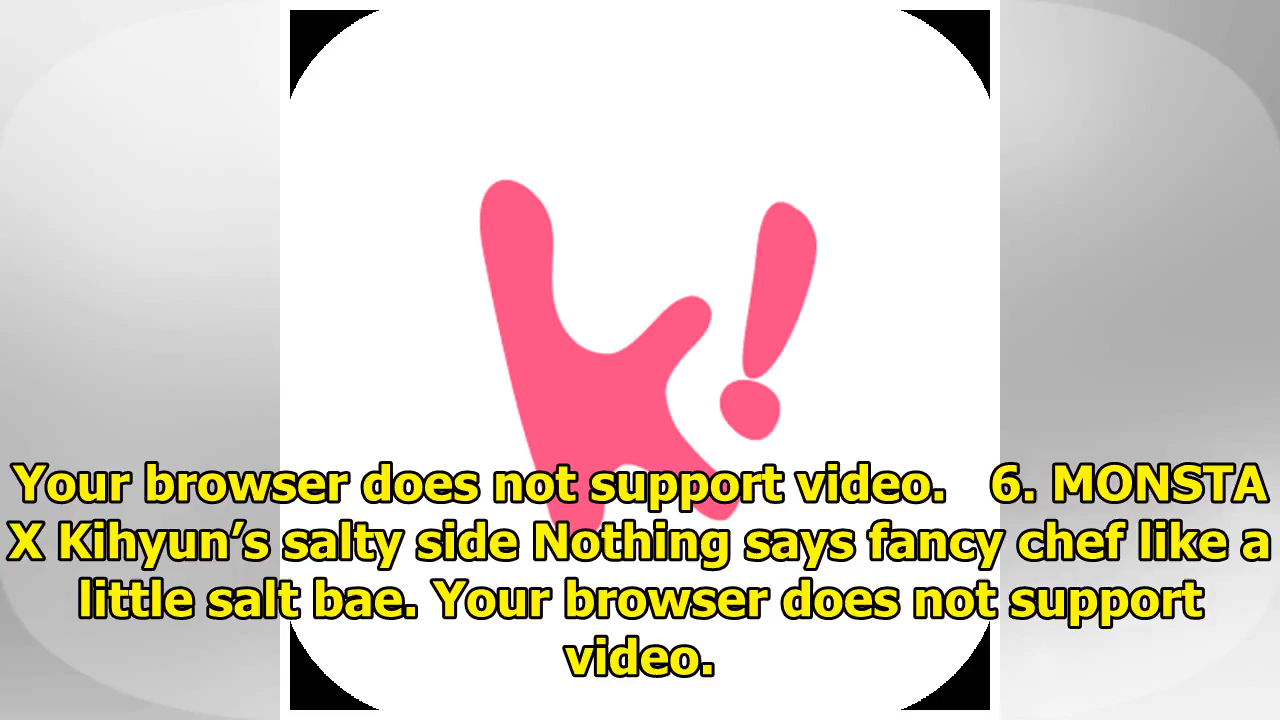 K!
Your browser does not support video.   6. MONSTA
X Kihyun’s salty side Nothing says fancy chef like a
little salt bae. Your browser does not support
video.